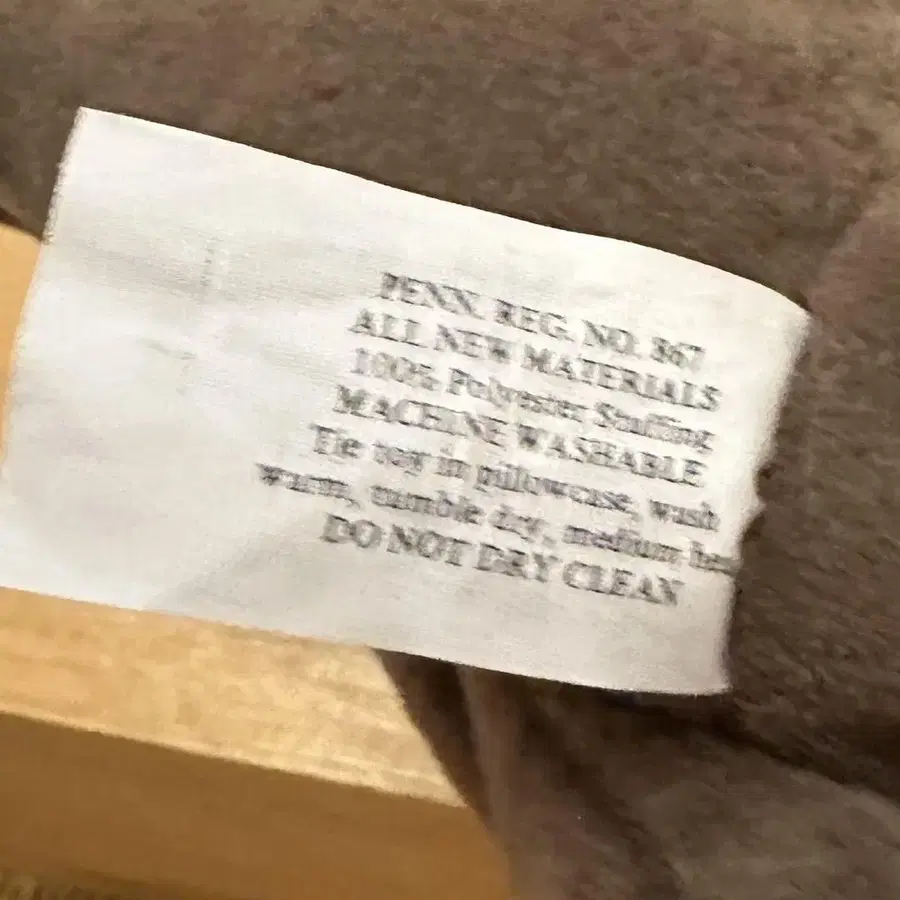 PENN. REG. NO. 867
ALL NEW MATERIALS
100% Polyester Stuffing
MACHINE WASHABLE
Tie toy in pillowcase, wash
warm, tumble dry, medium
DO NOT DRY CLEAN